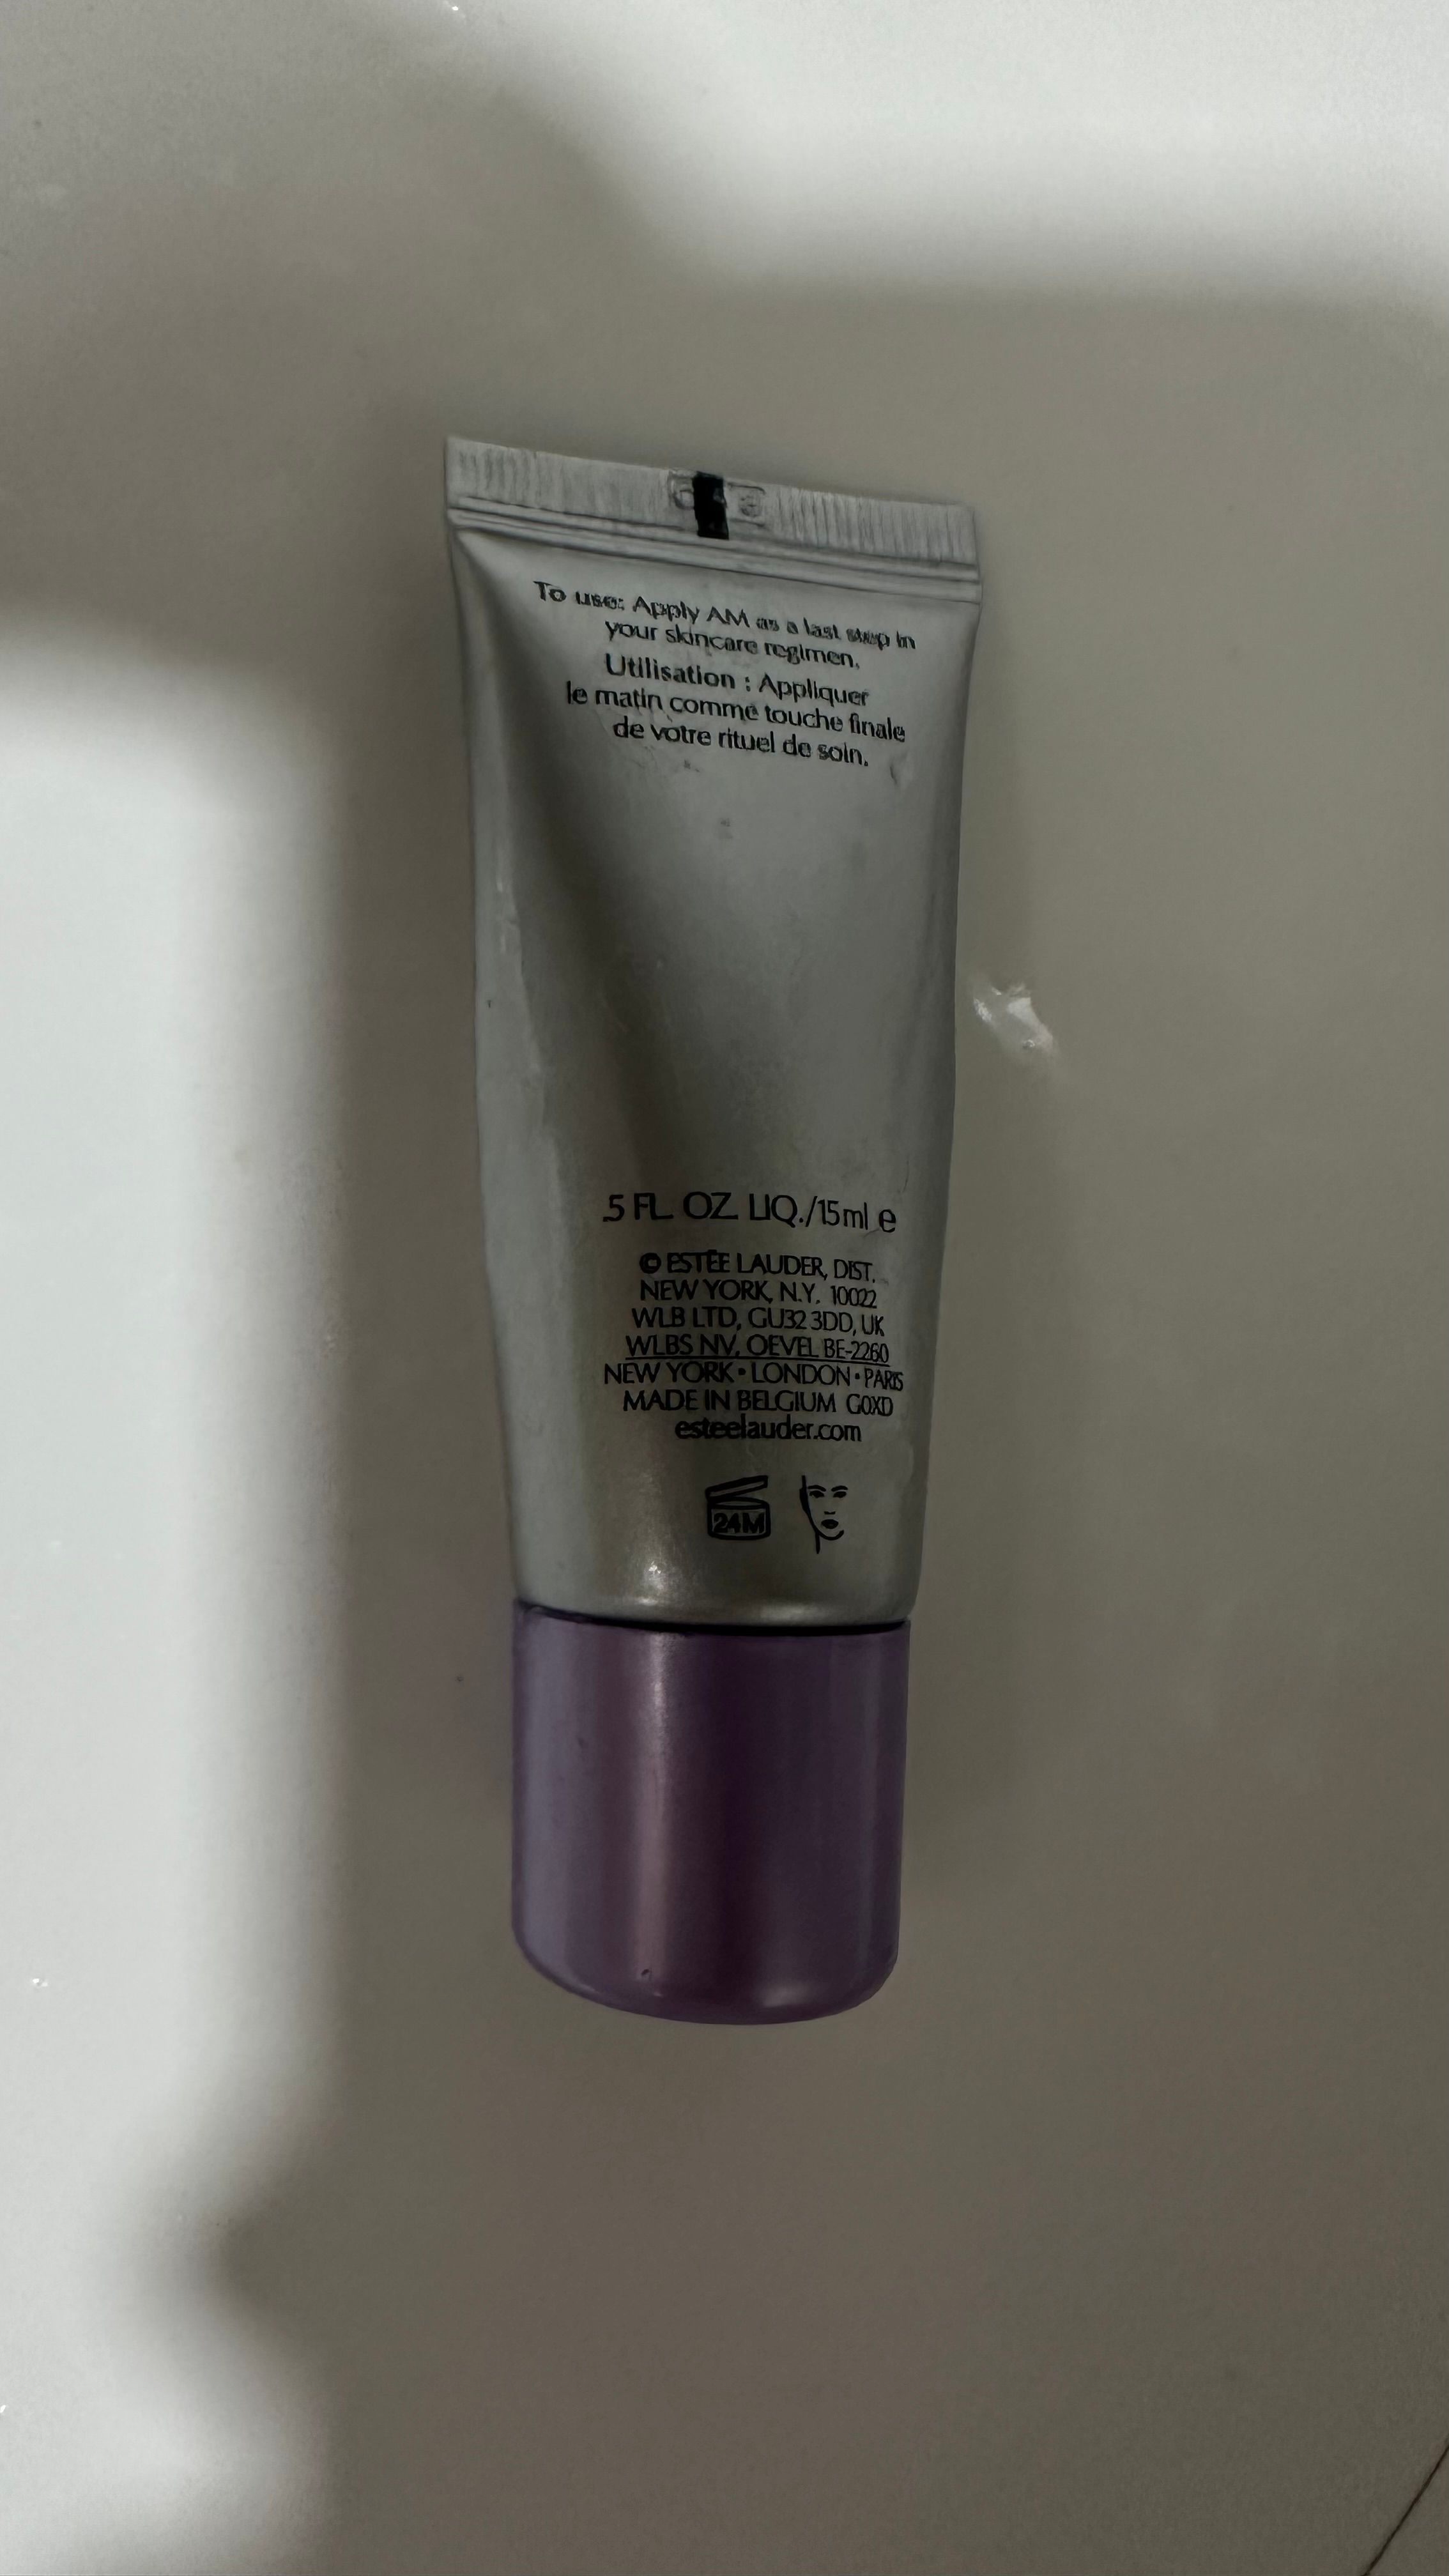 To use: Apply AM as a last step in
your skincare regimen.
Utilisation : Appliquer
le matin comme touche finale
de votre rituel de soin.
.5 FL. OZ. LIQ./15ml e
© ESTĒE LAUDER, DIST.
NEW YORK, N.Y. 10022
WLB LTD, GU32 3DD, UK
WLBS NV, OEVEL BE-2260
NEW YORK • LONDON • PARIS
MADE IN BELGIUM G0XD
esteelauder.com
24M